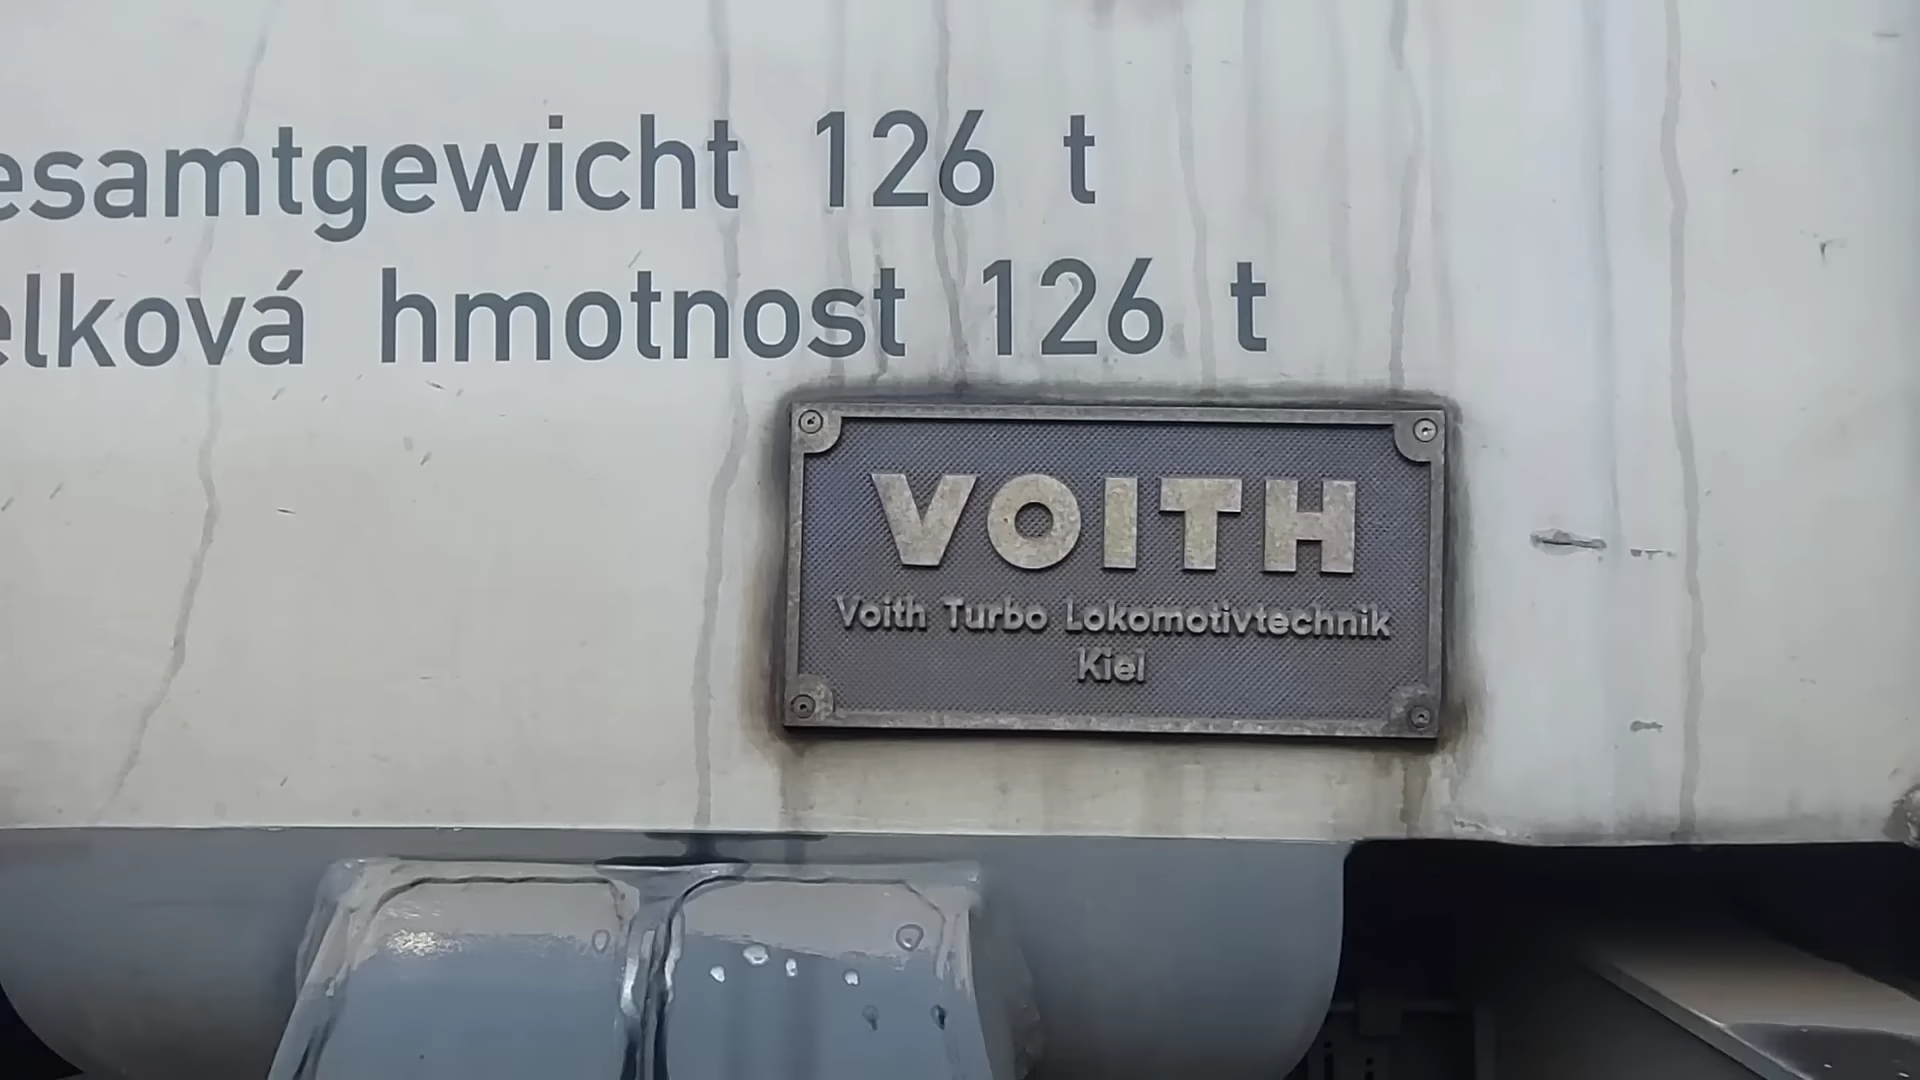 esamtgewicht 126 t
elková hmotnost 126 t
VOITH
Voith Turbo Lokomotivtechnik
Kiel